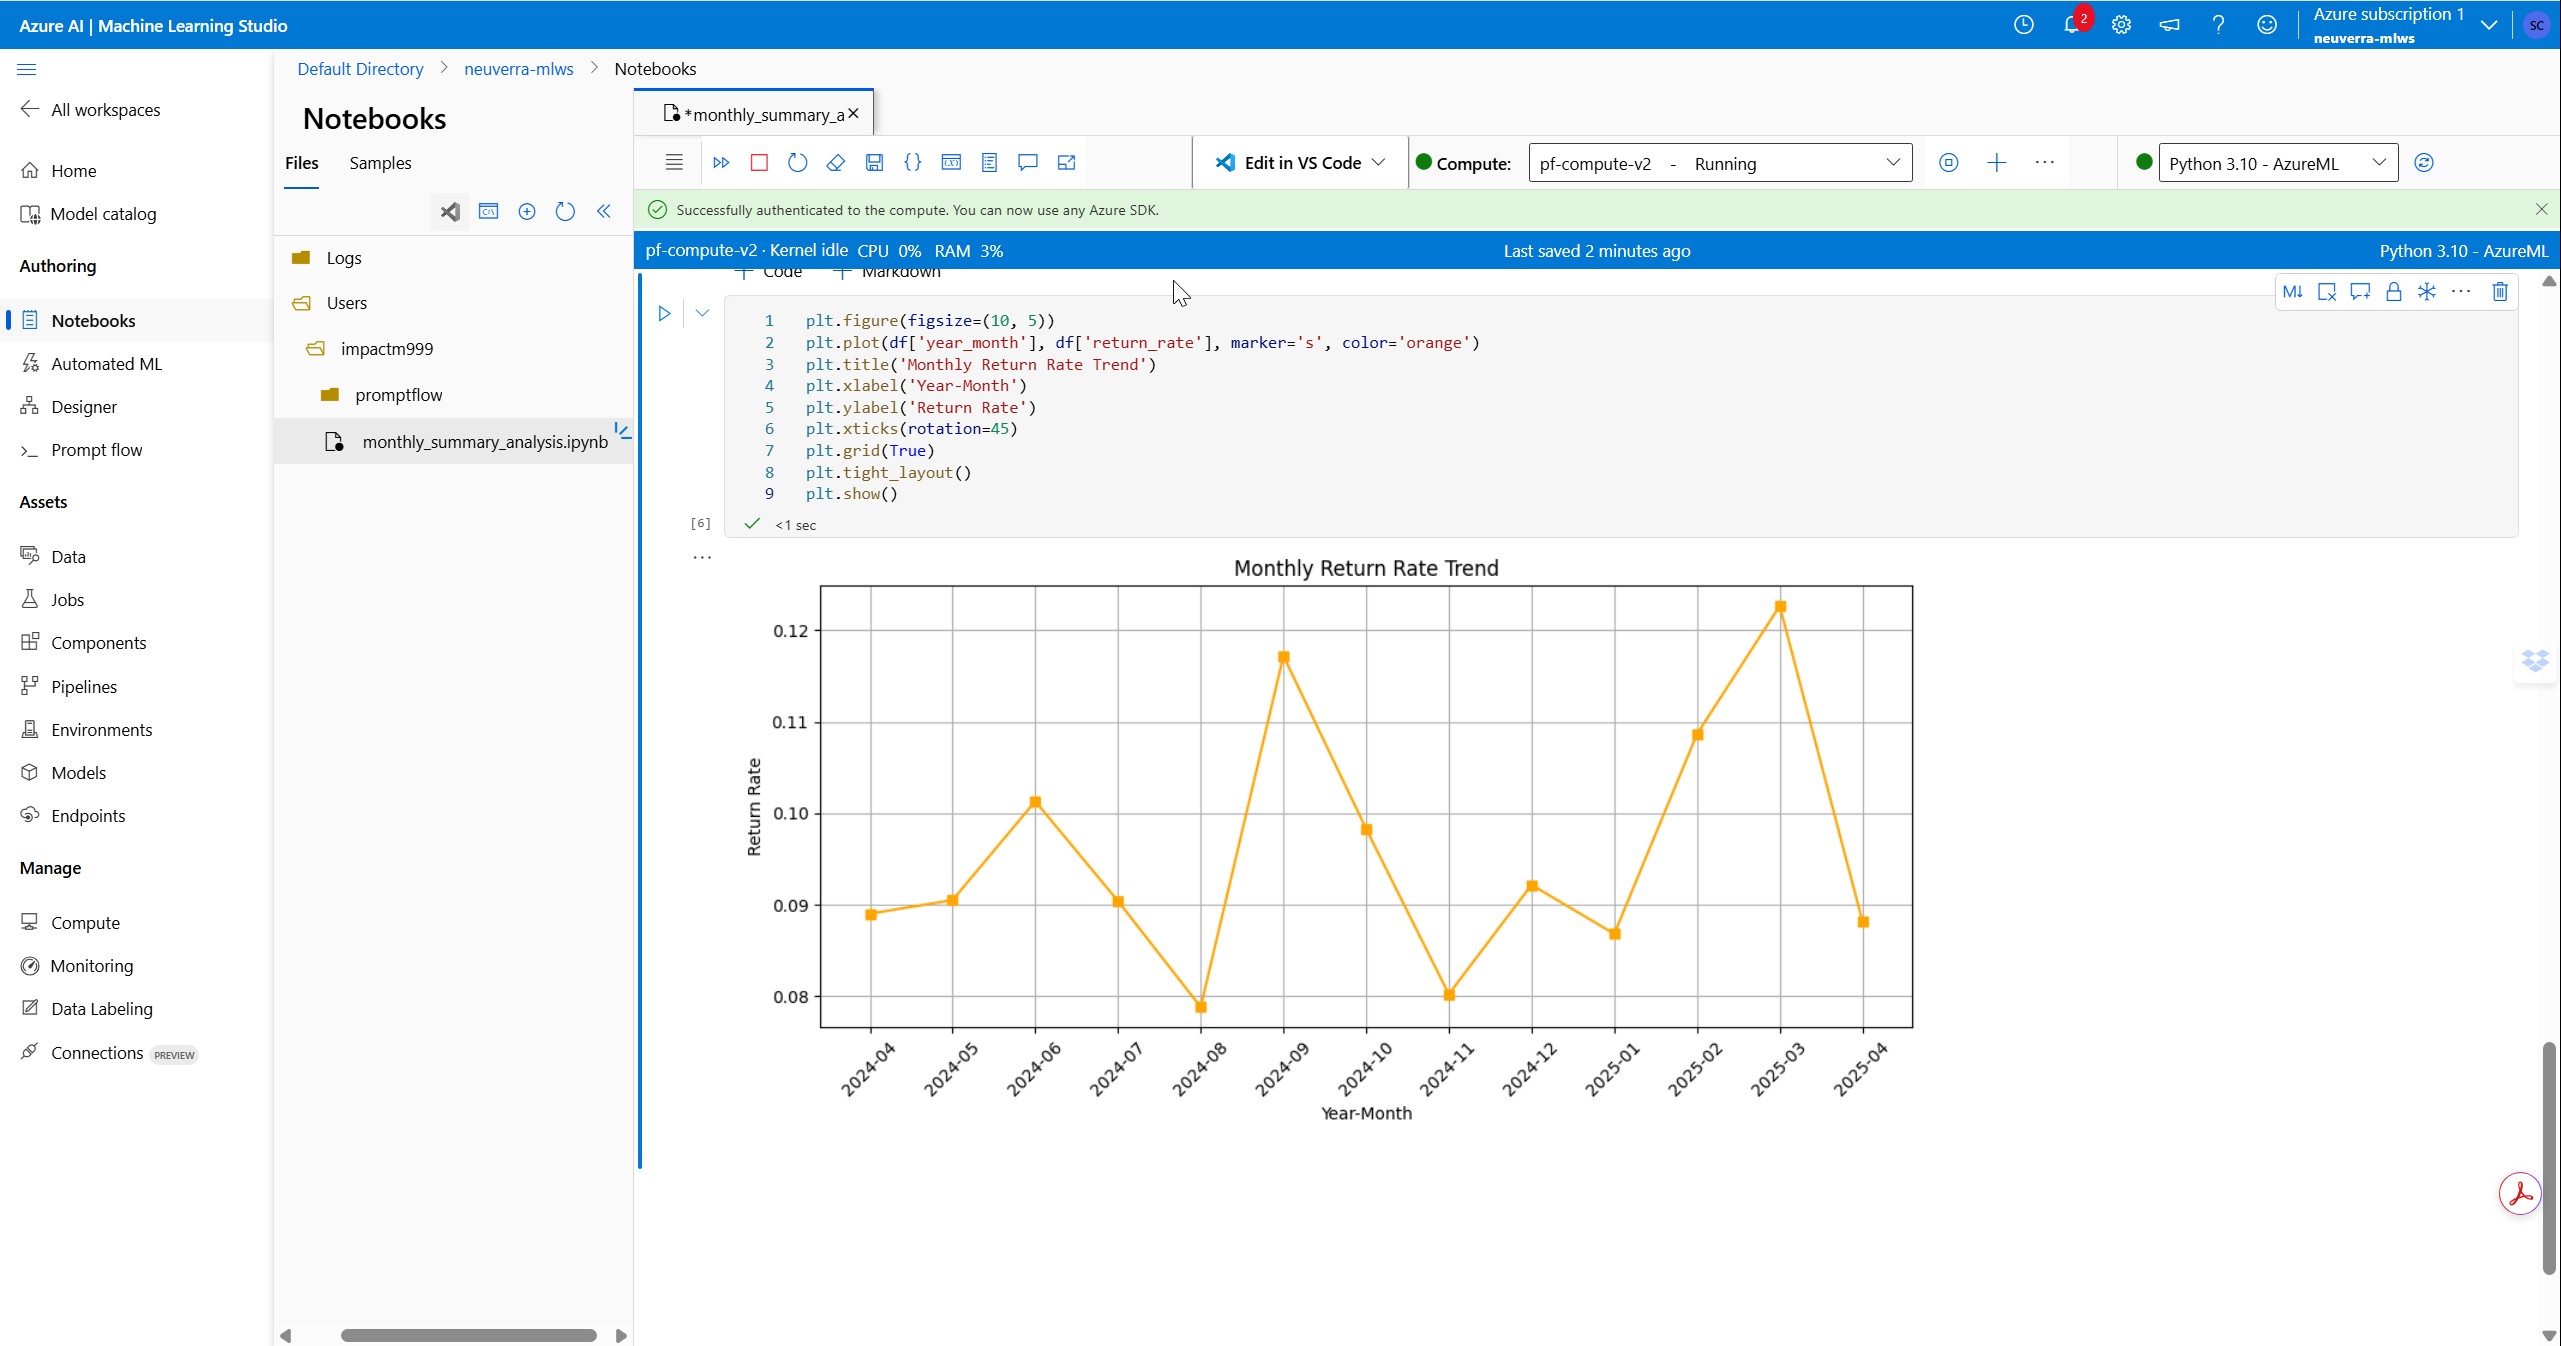 Azure AI | Machine Learning Studio
2
Azure subscription 1
neuverra-mlws
SC
All workspaces
Home
Model catalog
Authoring
Notebooks
Automated ML
Designer
Prompt flow
Assets
Data
Jobs
Components
Pipelines
Environments
Models
Endpoints
Manage
Compute
Monitoring
Data Labeling
Connections PREVIEW
Default Directory > neuverra-mlws > Notebooks
Notebooks
Files Samples
Logs
Users
impactm999
promptflow
monthly_summary_analysis.ipynb
*monthly_summary_a
Edit in VS Code
Compute: pf-compute-v2 - Running
Python 3.10 - AzureML
Successfully authenticated to the compute. You can now use any Azure SDK.
pf-compute-v2 · Kernel idle CPU 0% RAM 3% Last saved 2 minutes ago Python 3.10 - AzureML
Code Markdown
M↓
1 plt.figure(figsize=(10, 5))
2 plt.plot(df['year_month'], df['return_rate'], marker='s', color='orange')
3 plt.title('Monthly Return Rate Trend')
4 plt.xlabel('Year-Month')
5 plt.ylabel('Return Rate')
6 plt.xticks(rotation=45)
7 plt.grid(True)
8 plt.tight_layout()
9 plt.show()
[6] <1 sec
Monthly Return Rate Trend
Return Rate
0.12
0.11
0.10
0.09
0.08
2024-04 2024-05 2024-06 2024-07 2024-08 2024-09 2024-10 2024-11 2024-12 2025-01 2025-02 2025-03 2025-04
Year-Month